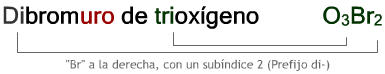 Dibromuro de trioxígeno O₃Br₂
"Br" a la derecha, con un subíndice 2 (Prefijo di-)